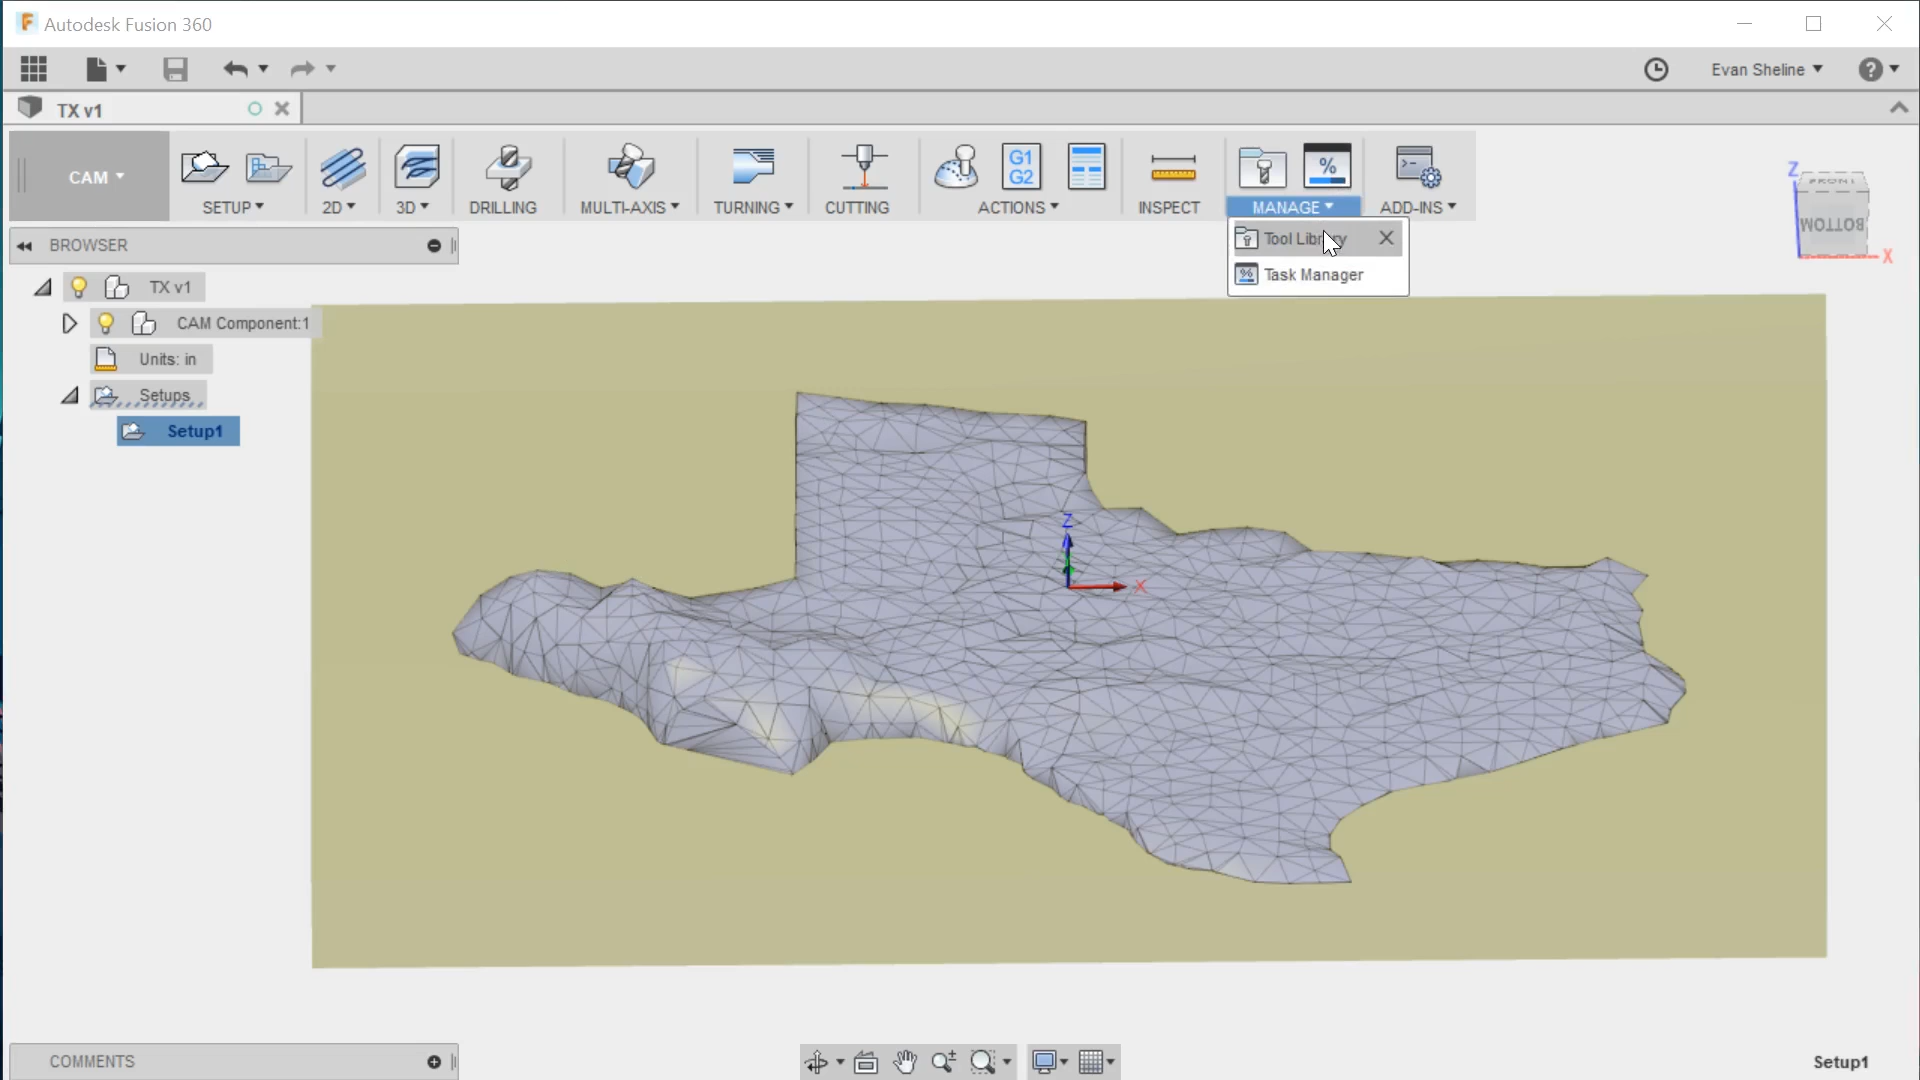 Autodesk Fusion 360
Evan Sheline
?
TX v1
CAM
SETUP
2D
3D
DRILLING
MULTI-AXIS
TURNING
CUTTING
G1
G2
ACTIONS
INSPECT
%
MANAGE
ADD-INS
Tool Library
Task Manager
BROWSER
TX v1
CAM Component:1
Units: in
Setups
Setup1
Z
FRONT
BOTTOM
X
Z
X
COMMENTS
Setup1